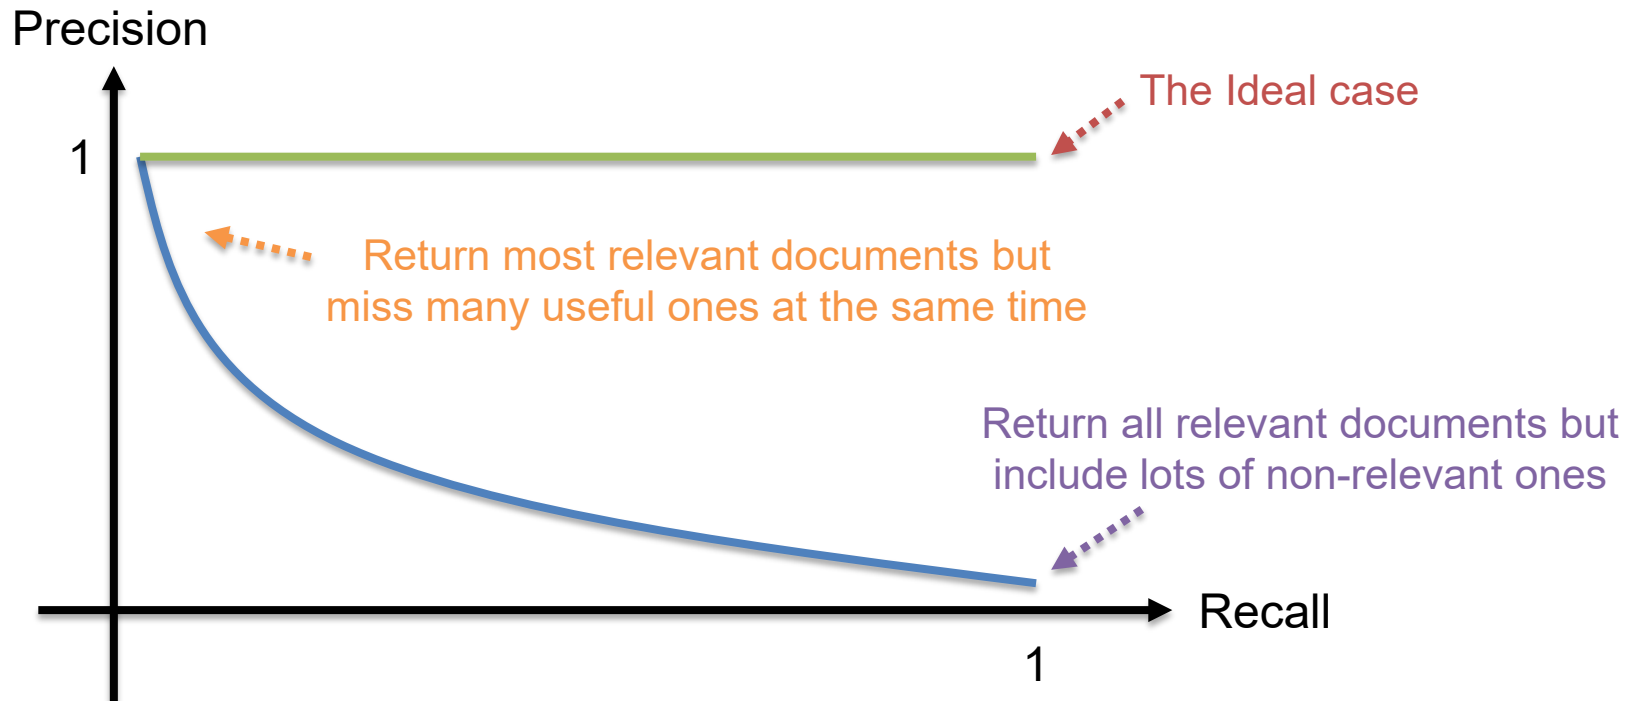 Precision
The Ideal case
1
Return most relevant documents but
miss many useful ones at the same time
Return all relevant documents but
include lots of non-relevant ones
Recall
1